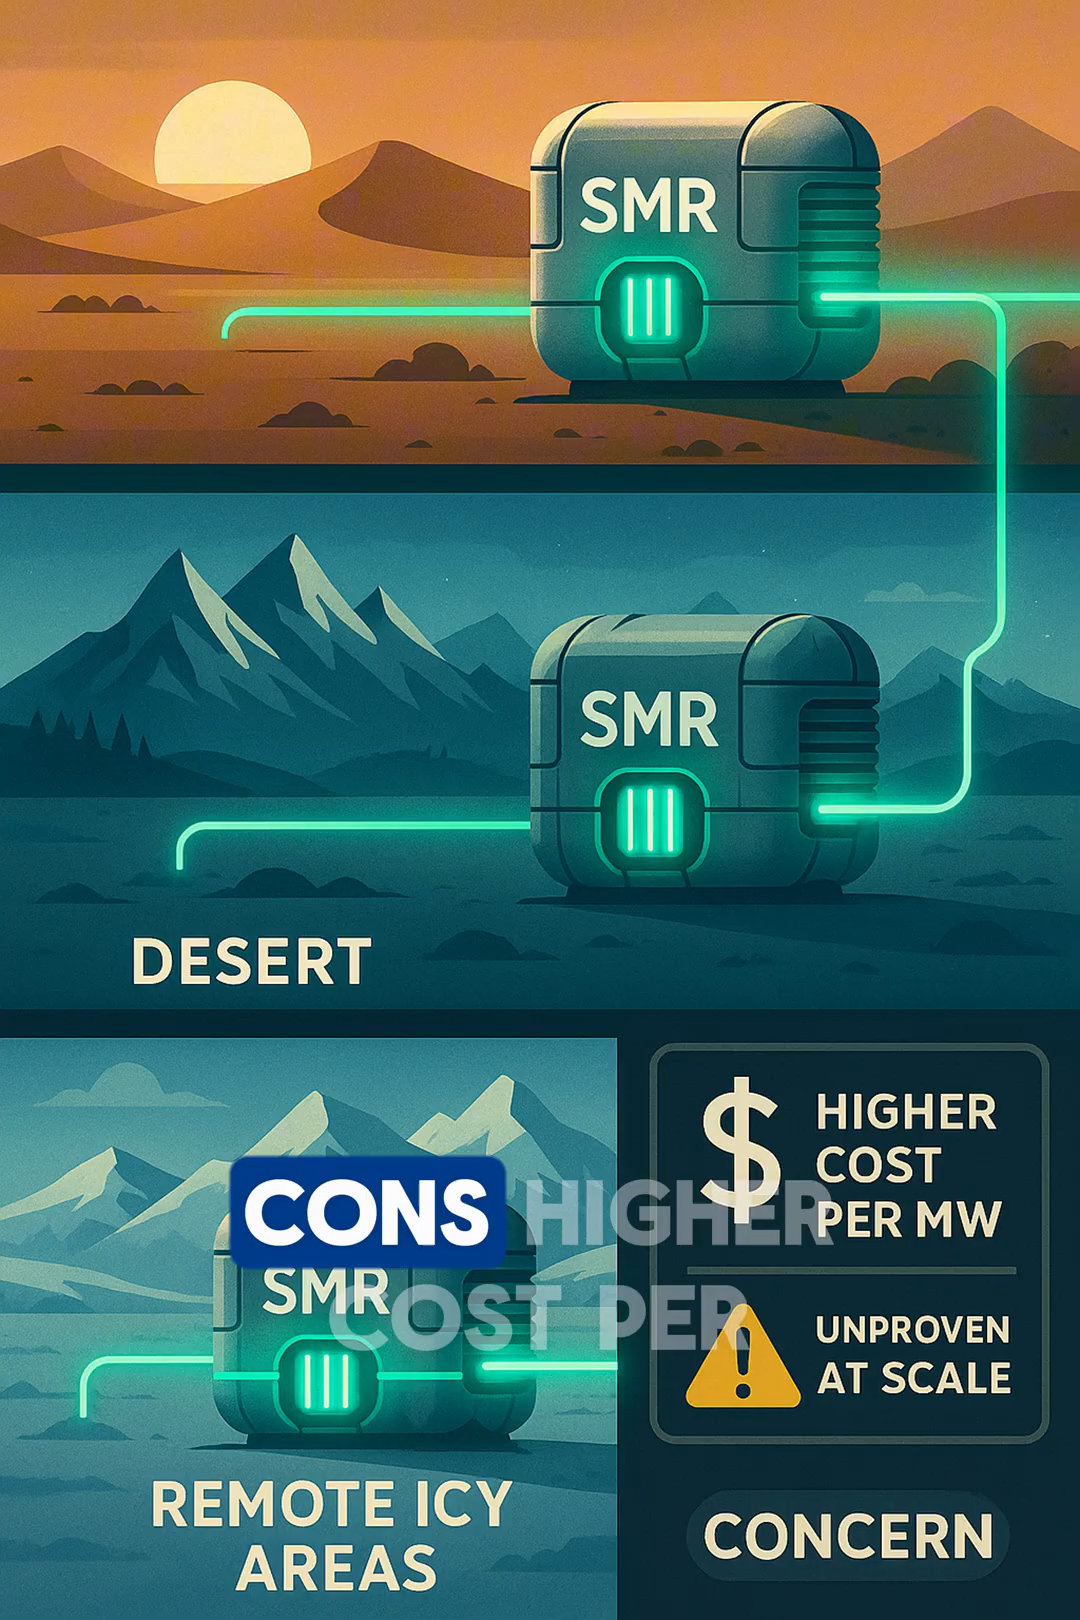 SMR
SMR
DESERT
HIGHER
COST
PER MW
CONS HIGHER
COST PER
SMR
UNPROVEN
AT SCALE
REMOTE ICY
AREAS
CONCERN